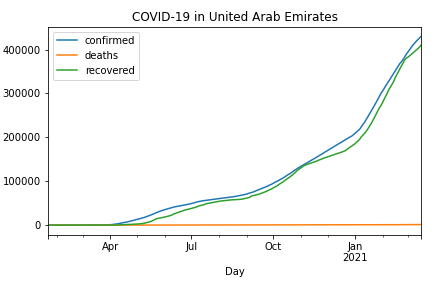 COVID-19 in United Arab Emirates
confirmed
deaths
recovered
400000
300000
200000
100000
0
Apr
Jul
Oct
Jan
2021
Day